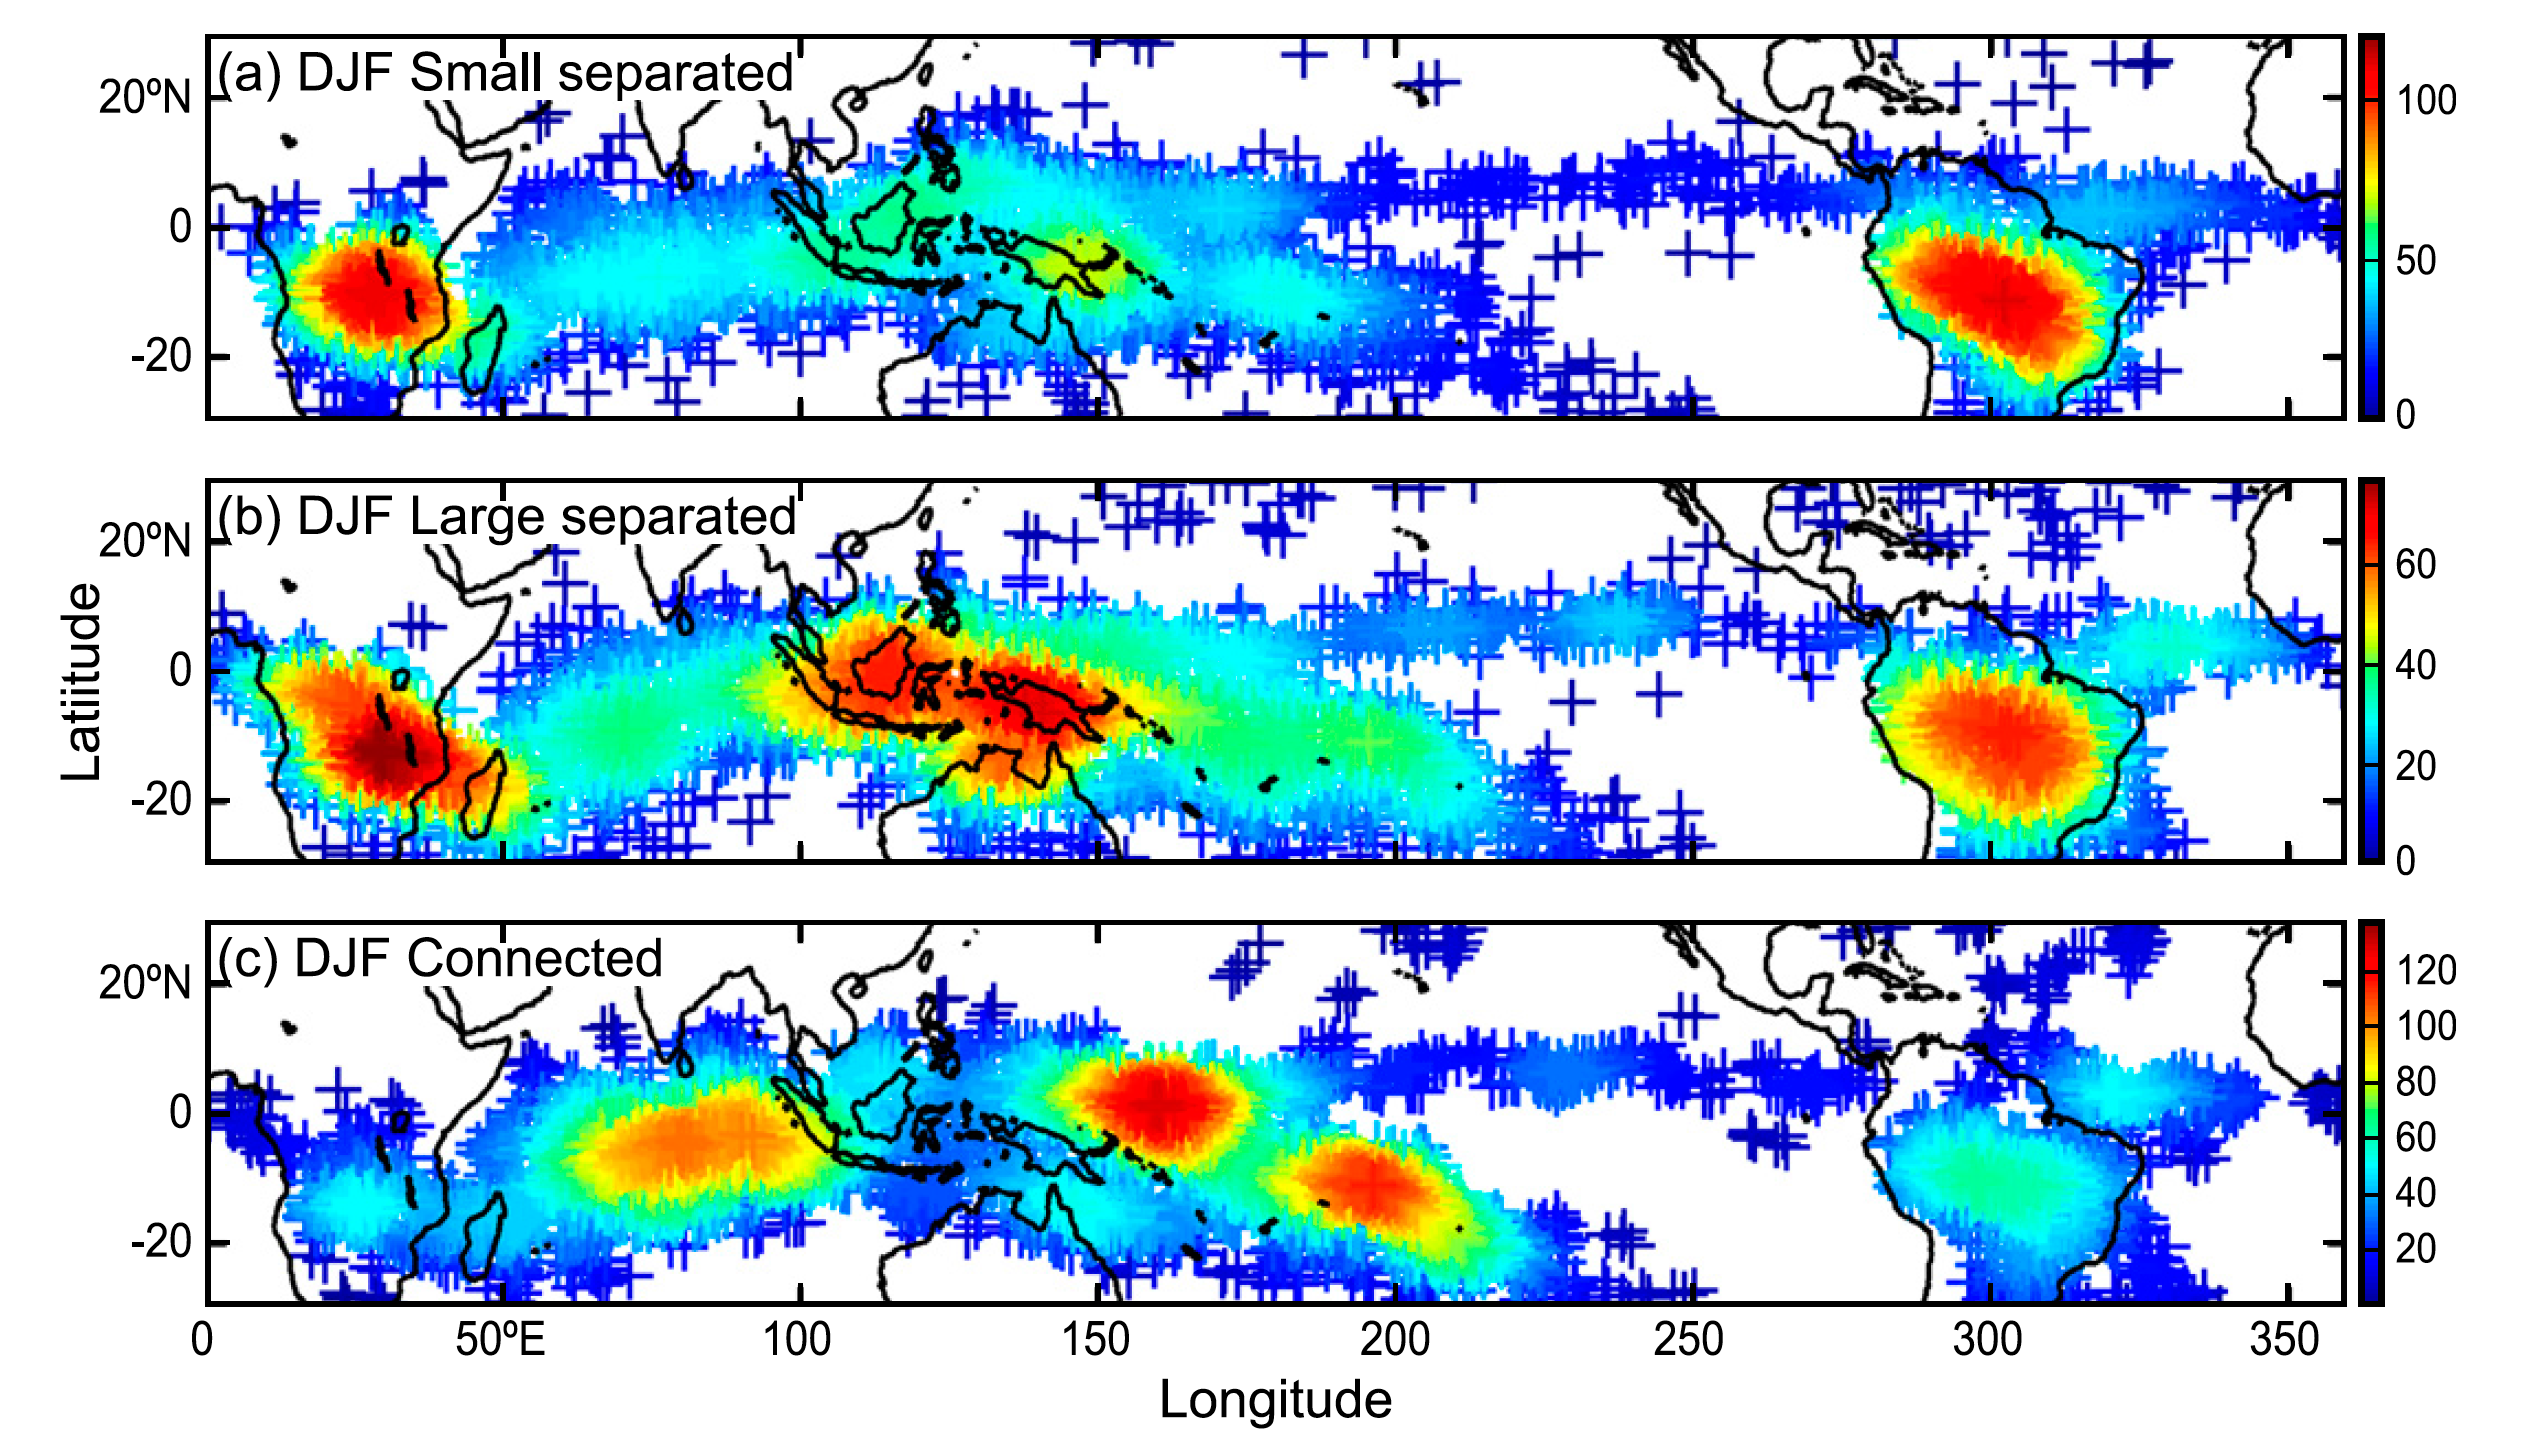 (a) DJF Small separated
20ºN
0
-20
100
50
0
(b) DJF Large separated
20ºN
0
-20
60
40
20
0
Latiitude
(c) DJF Connected
20ºN
0
-20
120
100
80
60
40
20
0 50ºE 100 150 200 250 300 350
Longitude